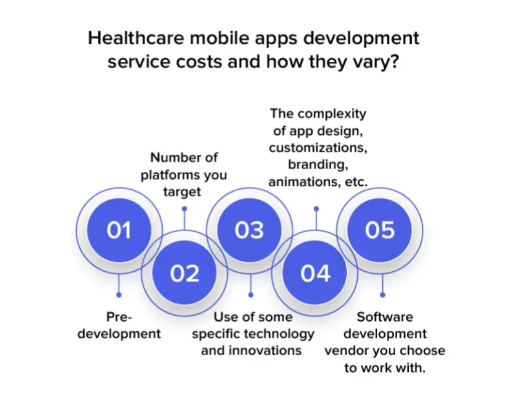 Healthcare mobile apps development
service costs and how they vary?
01
Pre-
development
02
Number of
platforms you
target
03
Use of some
specific technology
and innovations
04
The complexity
of app design,
customizations,
branding,
animations, etc.
05
Software
development
vendor you choose
to work with.